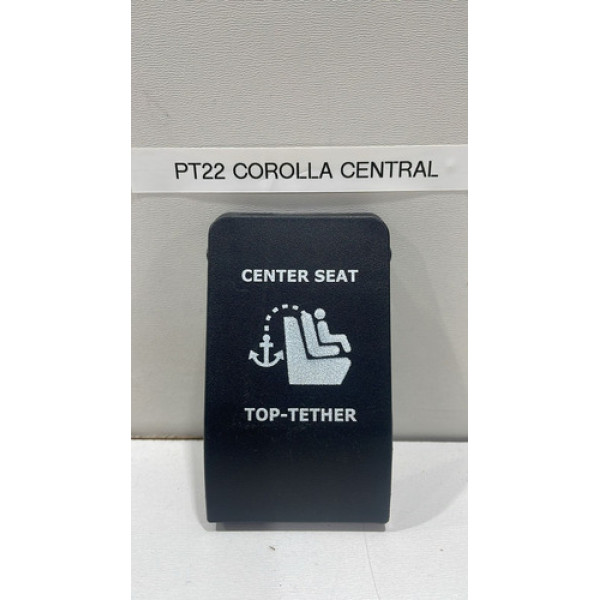 PT22 COROLLA CENTRAL
CENTER SEAT
TOP-TETHER